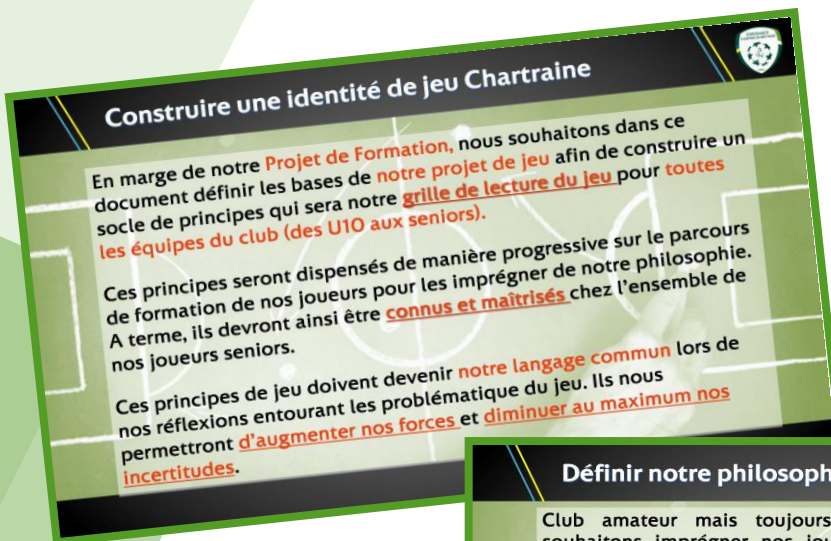 Construire une identité de jeu Chartraine
En marge de notre Projet de Formation, nous souhaitons dans ce
document définir les bases de notre projet de jeu afin de construire un
socle de principes qui sera notre grille de lecture du jeu pour toutes
les équipes du club (des U10 aux seniors).
Ces principes seront dispensés de manière progressive sur le parcours
de formation de nos joueurs pour les imprégner de notre philosophie.
A terme, ils devront ainsi être connus et maîtrisés chez l'ensemble de
nos joueurs seniors.
Ces principes de jeu doivent devenir notre langage commun lors de
nos réflexions entourant les problématique du jeu. Ils nous
permettront d'augmenter nos forces et diminuer au maximum nos
incertitudes.
Définir notre philosoph
Club amateur mais toujours
souhaitons imprégner nos jou